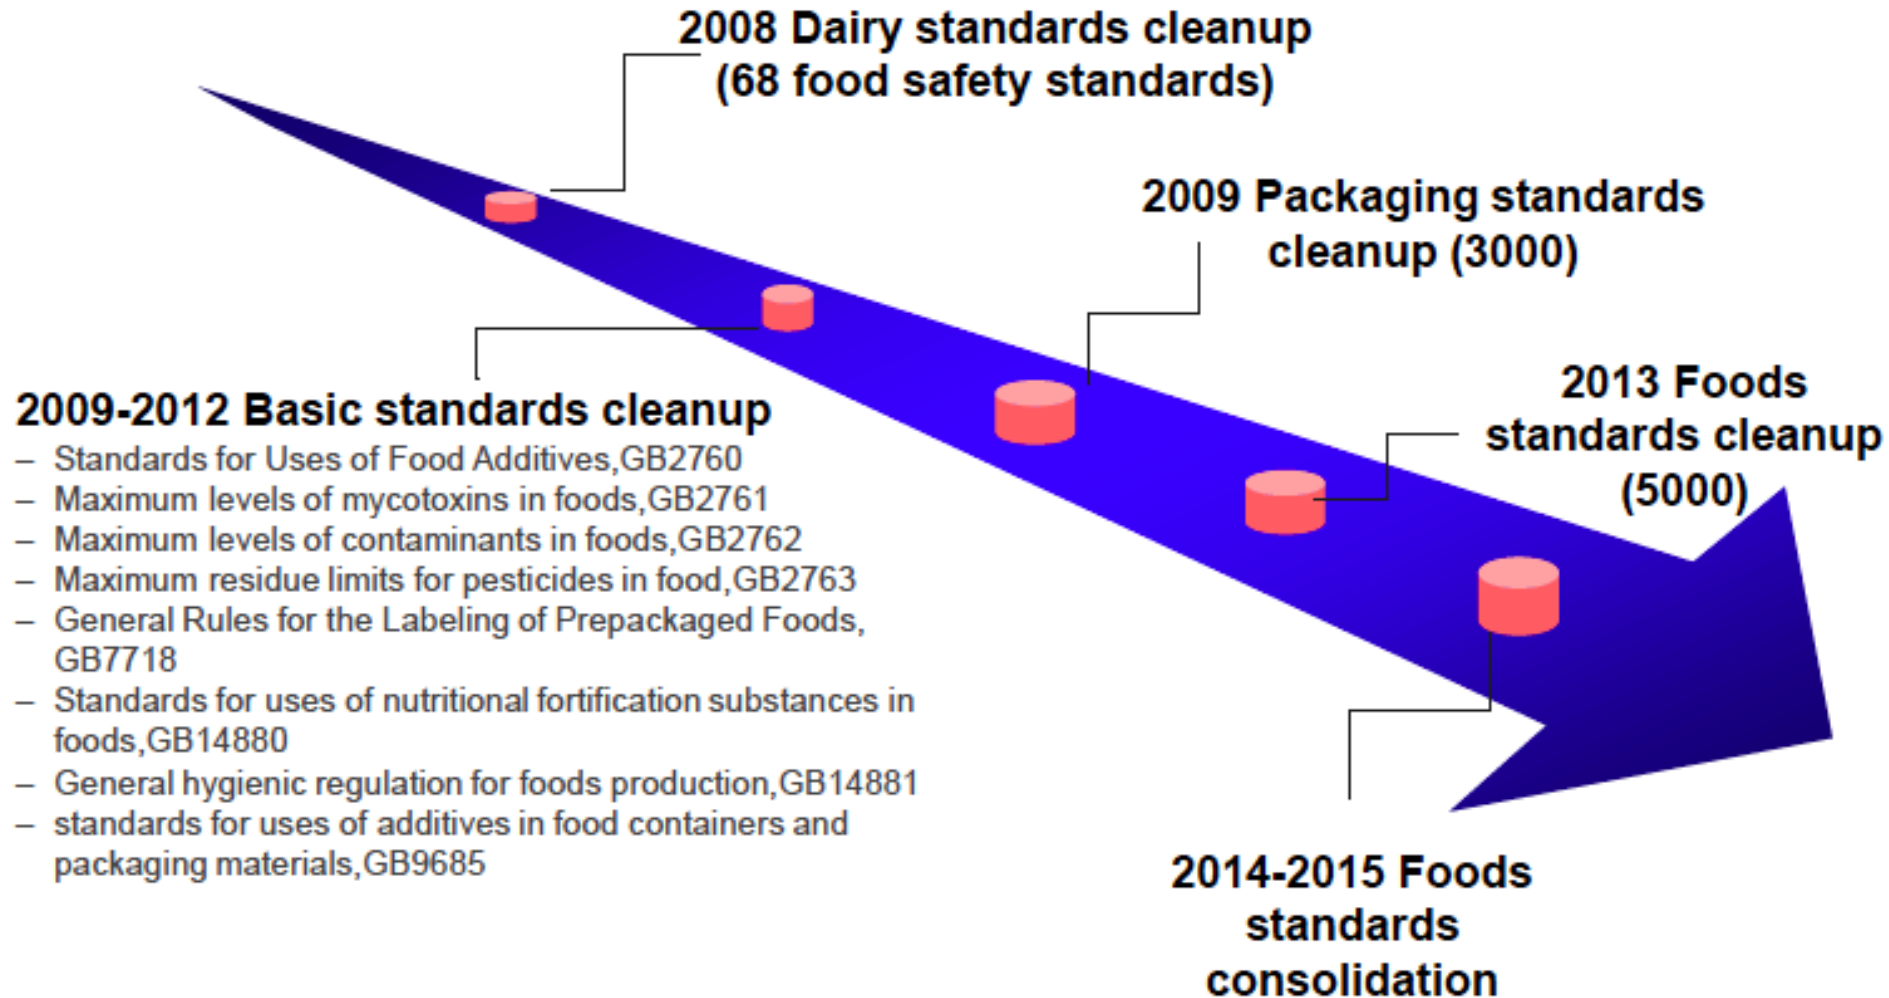 2008 Dairy standards cleanup
(68 food safety standards)
2009 Packaging standards
cleanup (3000)
2013 Foods
standards cleanup
(5000)
2009-2012 Basic standards cleanup
– Standards for Uses of Food Additives,GB2760
– Maximum levels of mycotoxins in foods,GB2761
– Maximum levels of contaminants in foods,GB2762
– Maximum residue limits for pesticides in food,GB2763
– General Rules for the Labeling of Prepackaged Foods,
GB7718
– Standards for uses of nutritional fortification substances in
foods,GB14880
– General hygienic regulation for foods production,GB14881
– standards for uses of additives in food containers and
packaging materials,GB9685
2014-2015 Foods
standards
consolidation